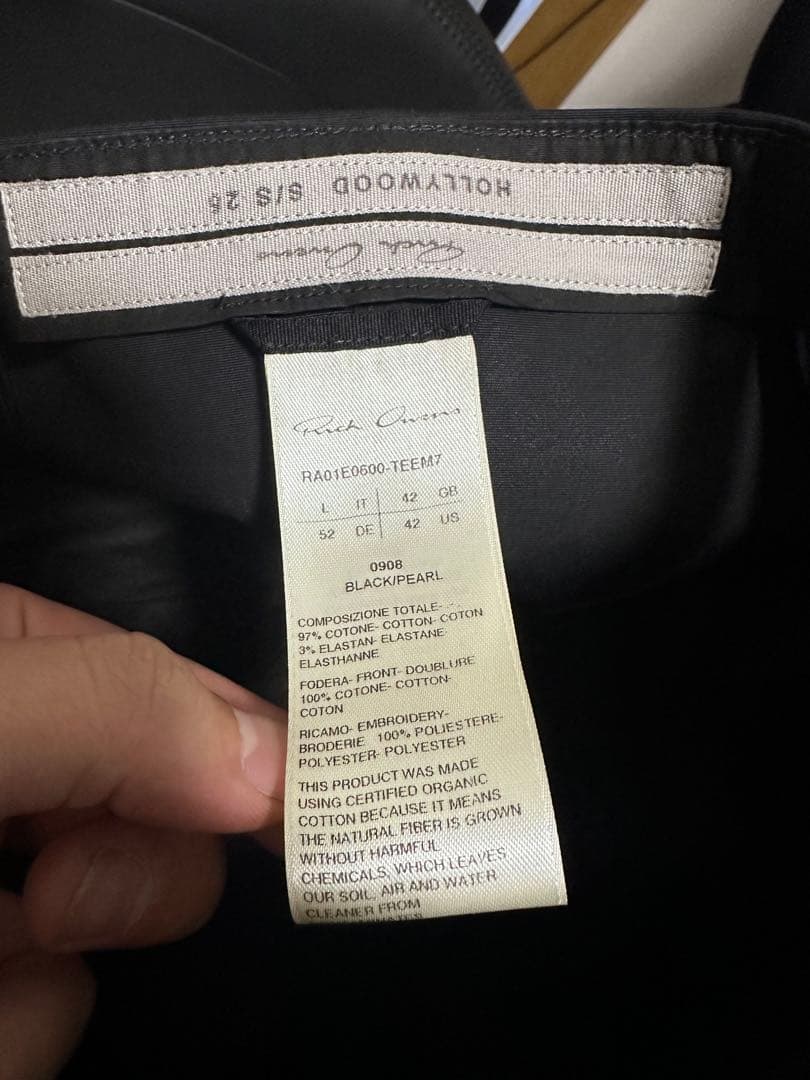 HOLLYWOOD S/S 26
Rick Owens
Rick Owens
RA01E0600-TEEM7
L IT 42 GB
52 DE 42 US
0908
BLACK/PEARL
COMPOSIZIONE TOTALE-
97% COTONE- COTTON- COTON
3% ELASTAN- ELASTANE
ELASTHANNE
FODERA- FRONT- DOUBLURE
100% COTONE- COTTON-
COTON
RICAMO- EMBROIDERY-
BRODERIE 100% POLIESTERE-
POLYESTER- POLYESTER
THIS PRODUCT WAS MADE
USING CERTIFIED ORGANIC
COTTON BECAUSE IT MEANS
THE NATURAL FIBER IS GROWN
WITHOUT HARMFUL
CHEMICALS, WHICH LEAVES
OUR SOIL, AIR AND WATER
CLEANER FROM